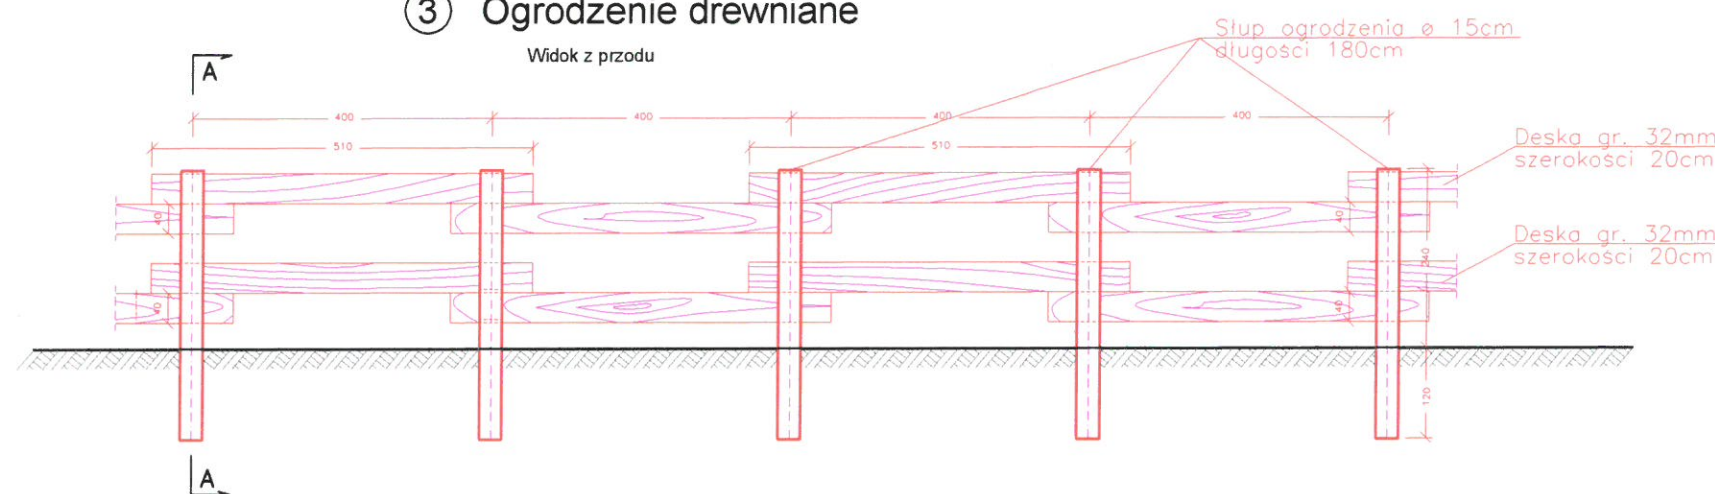 3 Ogrodzenie drewniane
Widok z przodu
Słup ogrodzenia ø 15cm
długości 180cm
A
400
400
400
400
510
510
Deska gr. 32mm
szerokości 20cm
40
40
Deska gr. 32mm
szerokości 20cm
240
40
40
120
A